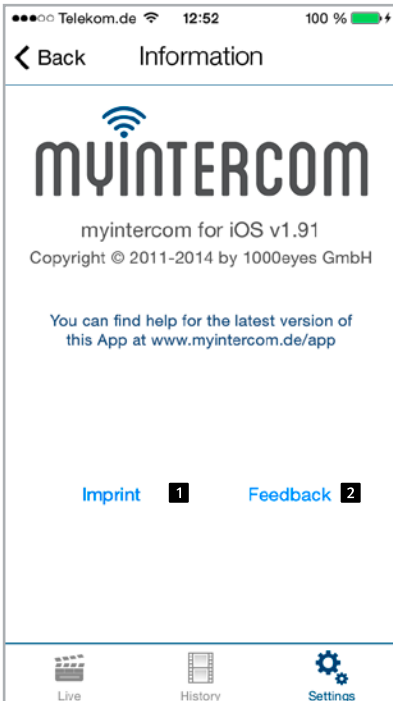 Telekom.de 12:52 100 %
Back Information
myintercom
myintercom for iOS v1.91
Copyright © 2011-2014 by 1000eyes GmbH
You can find help for the latest version of
this App at www.myintercom.de/app
Imprint 1 Feedback 2
Live History Settings